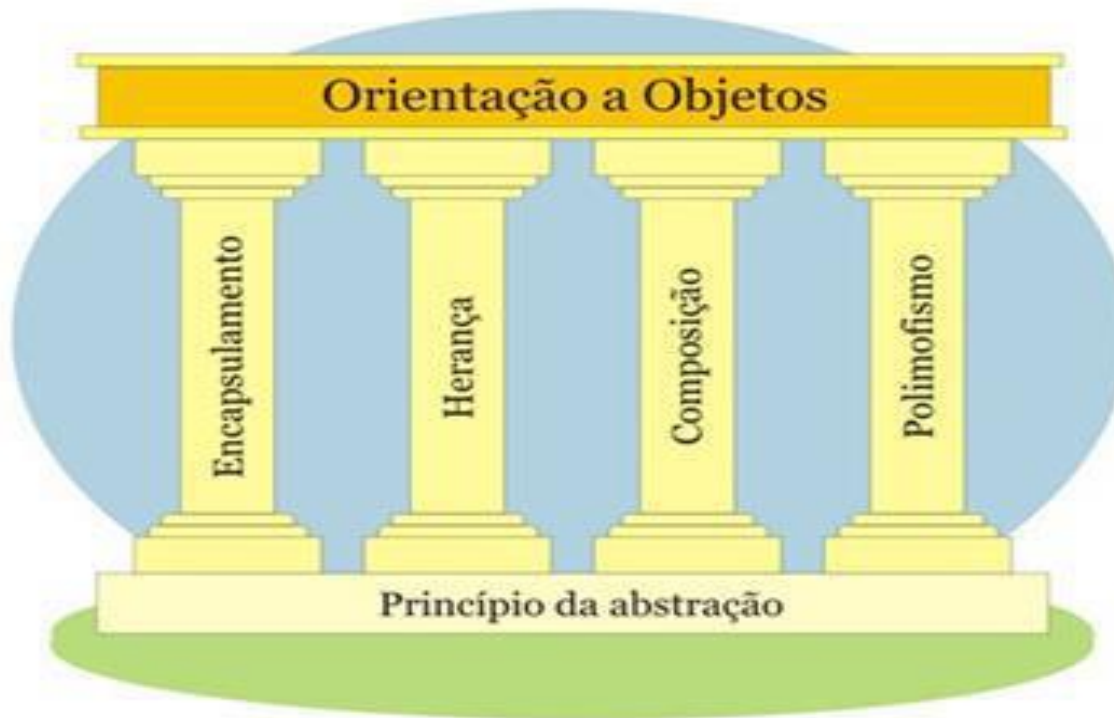 Orientação a Objetos
Encapsulamento
Herança
Composição
Polimofismo
Princípio da abstração